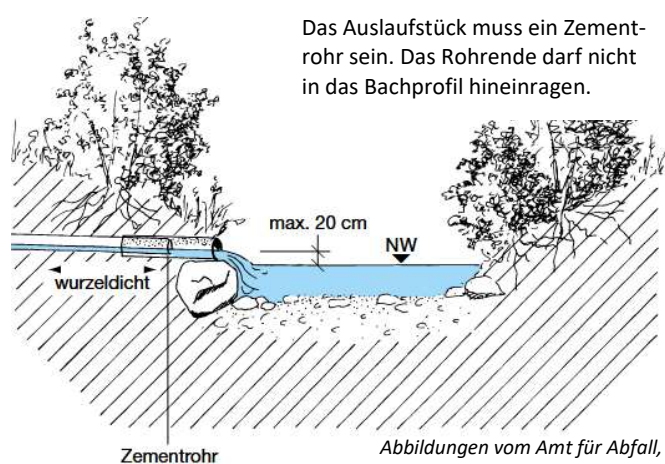 Das Auslaufstück muss ein Zement-
rohr sein. Das Rohrende darf nicht
in das Bachprofil hineinragen.
max. 20 cm
NW
wurzeldicht
Zementrohr
Abbildungen vom Amt für Abfall,